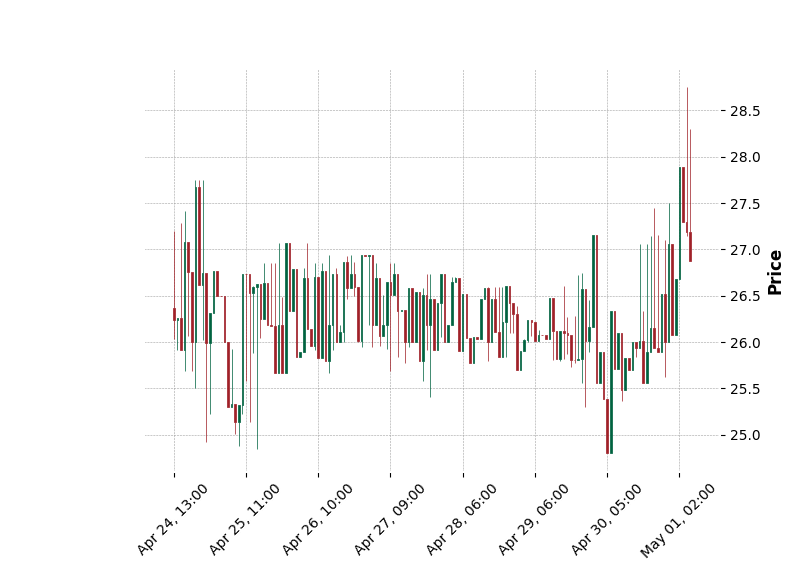 28.5
28.0
27.5
27.0
26.5
26.0
25.5
25.0
Price
Apr 24, 13:00
Apr 25, 11:00
Apr 26, 10:00
Apr 27, 09:00
Apr 28, 06:00
Apr 29, 06:00
Apr 30, 05:00
May 01, 02:00